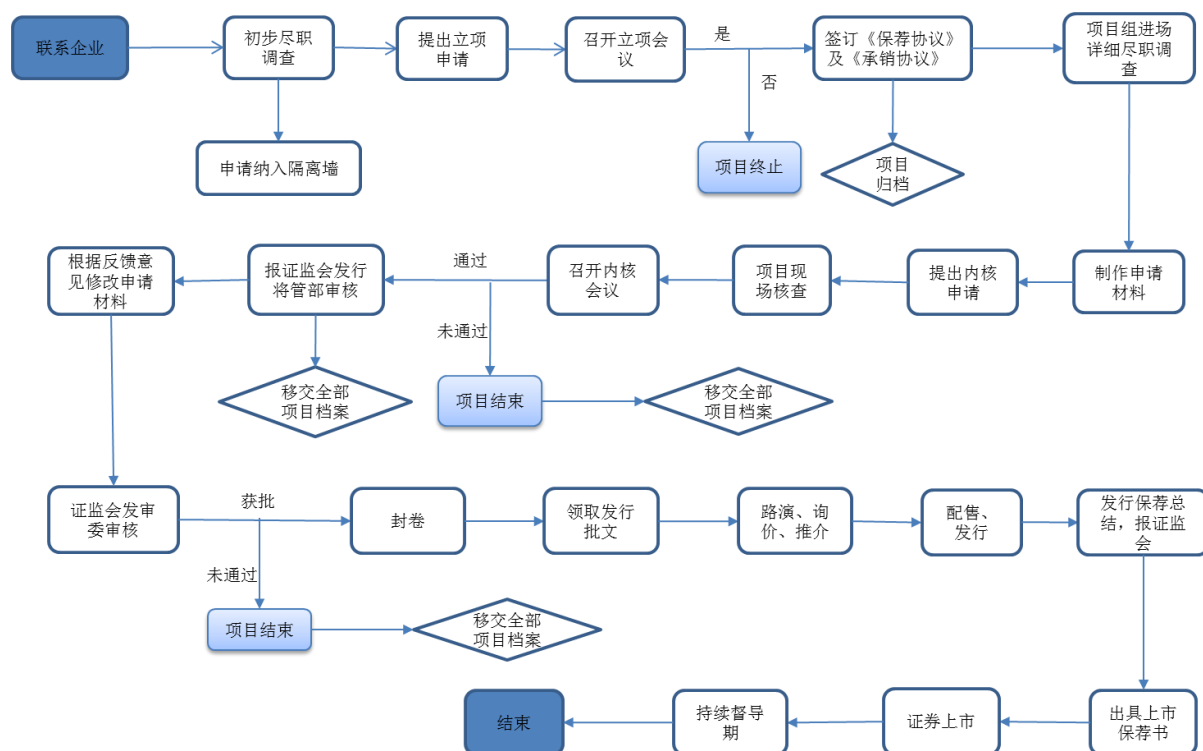 联系企业
初步尽职
调查
提出立项
申请
召开立项会
议
是
否
签订《保荐协议》
及《承销协议》
项目组进场
详细尽职调
查
申请纳入隔离墙
项目终止
项目
归档
根据反馈意
见修改申请
材料
报证监会发行
将管部审核
通过
未通过
召开内核
会议
项目现
场核查
提出内核
申请
制作申请
材料
移交全部
项目档案
项目结束
移交全部
项目档案
证监会发审
委审核
获批
未通过
封卷
领取发行
批文
路演、询
价、推介
配售、
发行
发行保荐总
结，报证监
会
项目结束
移交全部
项目档案
结束
持续督导
期
证券上市
出具上市
保荐书